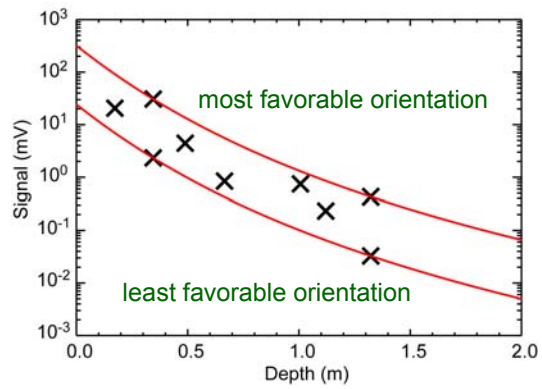 10³
10²
10¹
10⁰
10⁻¹
10⁻²
10⁻³
Signal (mV)
most favorable orientation
least favorable orientation
0.0 0.5 1.0 1.5 2.0
Depth (m)